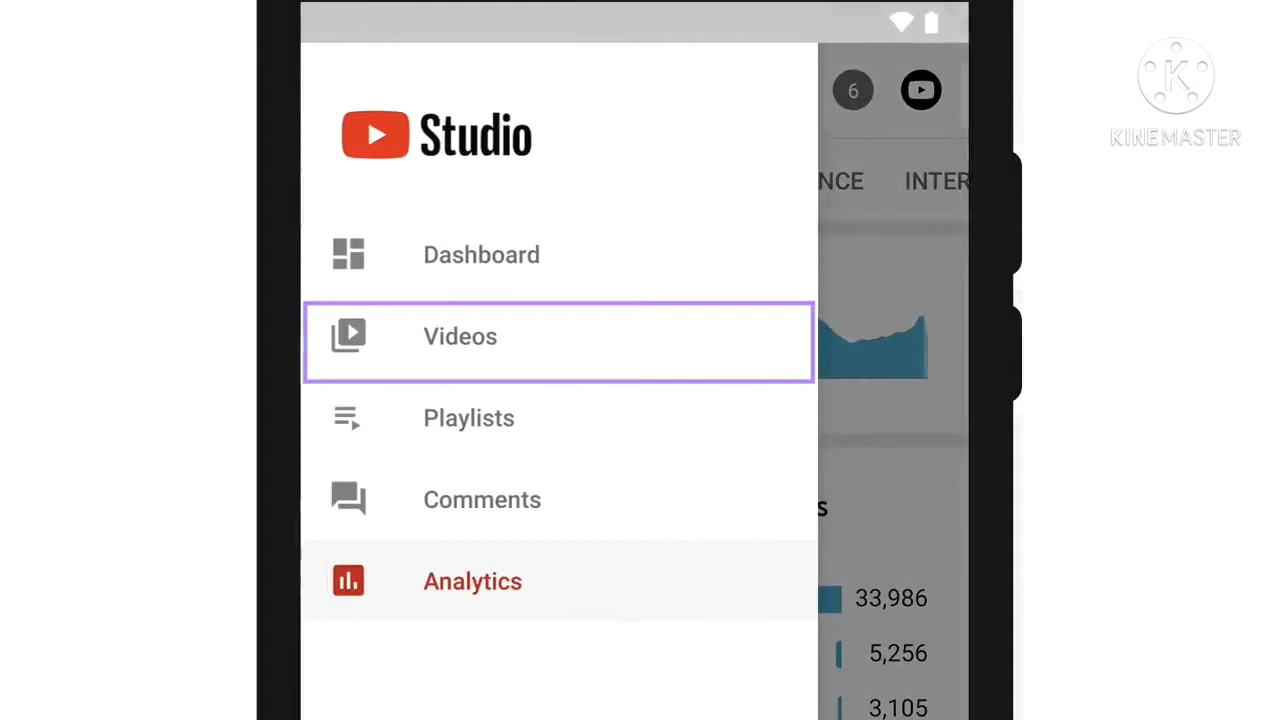 6
Studio
KINEMASTER
NCE INTER
Dashboard
Videos
Playlists
Comments
s
Analytics
33,986
5,256
3,105